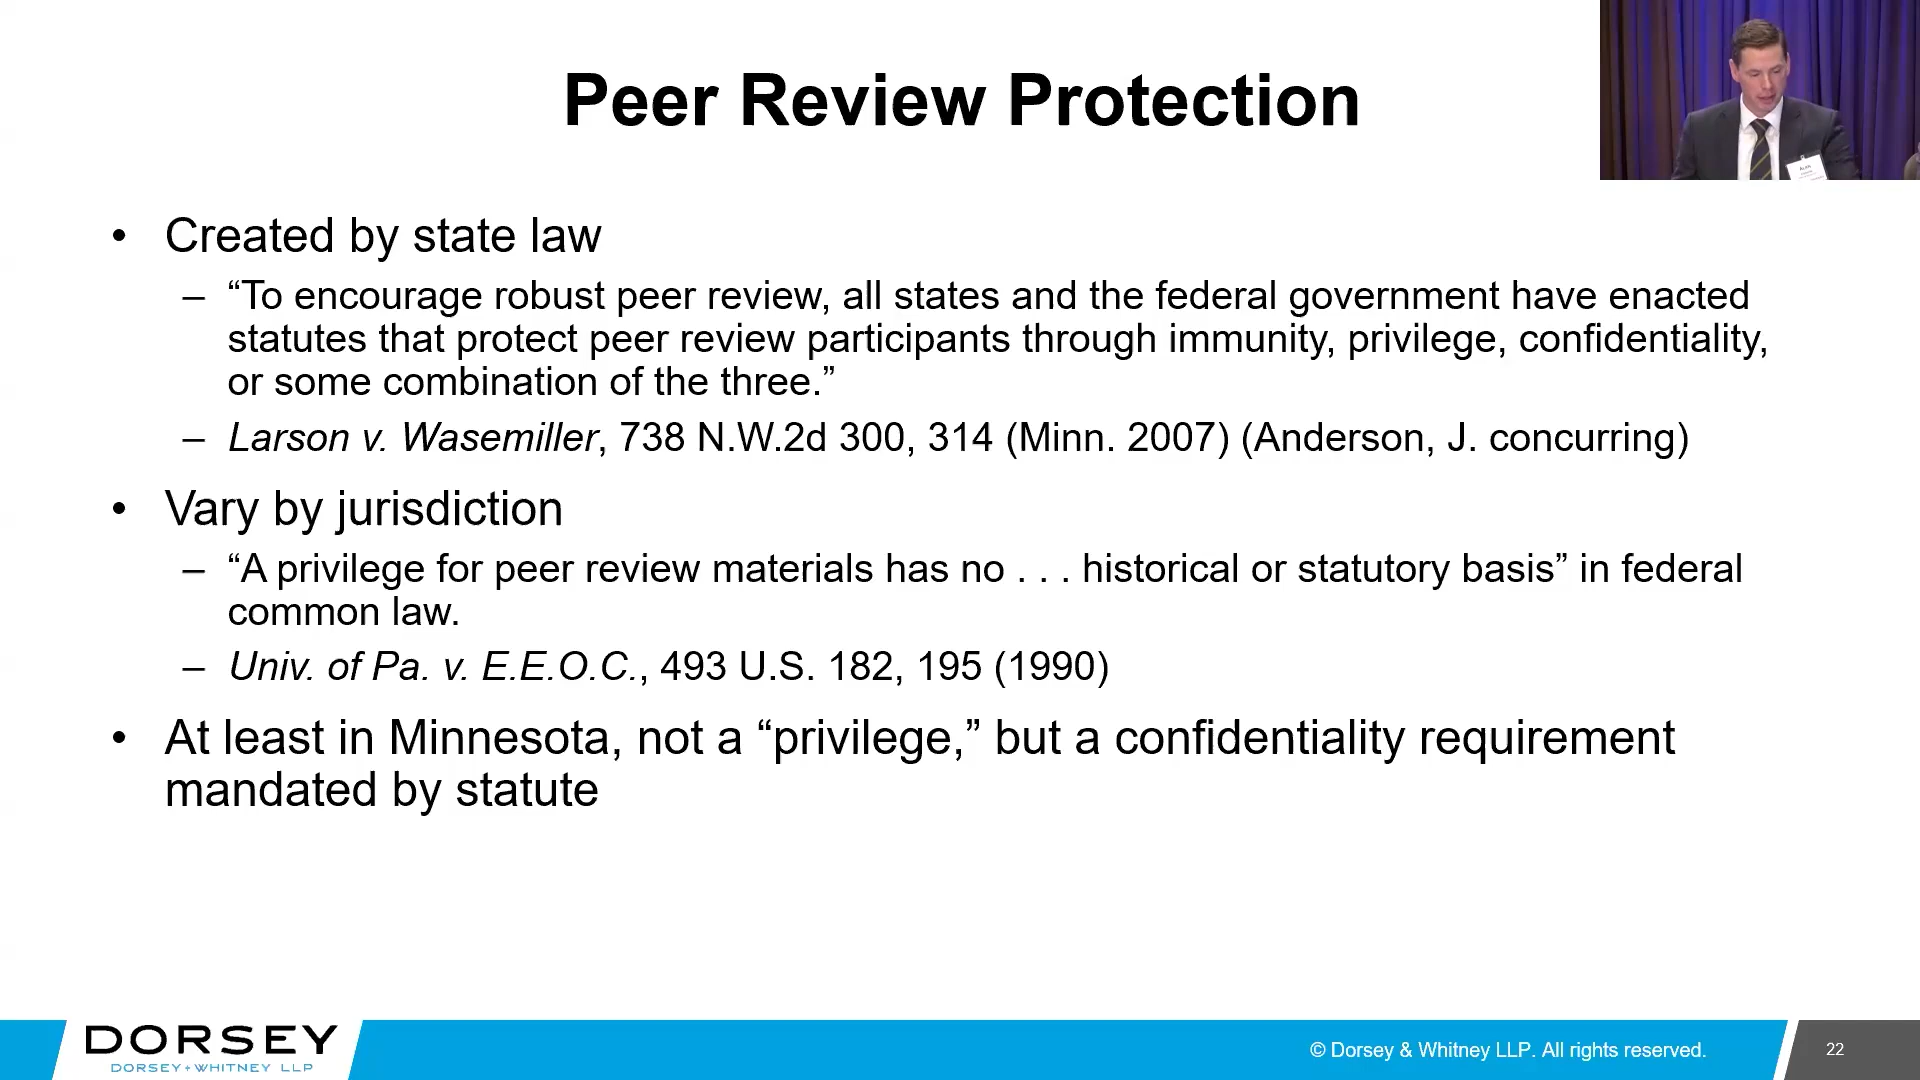 Peer Review Protection
• Created by state law
– “To encourage robust peer review, all states and the federal government have enacted
statutes that protect peer review participants through immunity, privilege, confidentiality,
or some combination of the three.”
– Larson v. Wasemiller, 738 N.W.2d 300, 314 (Minn. 2007) (Anderson, J. concurring)
• Vary by jurisdiction
– “A privilege for peer review materials has no . . . historical or statutory basis” in federal
common law.
– Univ. of Pa. v. E.E.O.C., 493 U.S. 182, 195 (1990)
• At least in Minnesota, not a “privilege,” but a confidentiality requirement
mandated by statute
DORSEY
DORSEY + WHITNEY LLP
© Dorsey & Whitney LLP. All rights reserved.
22